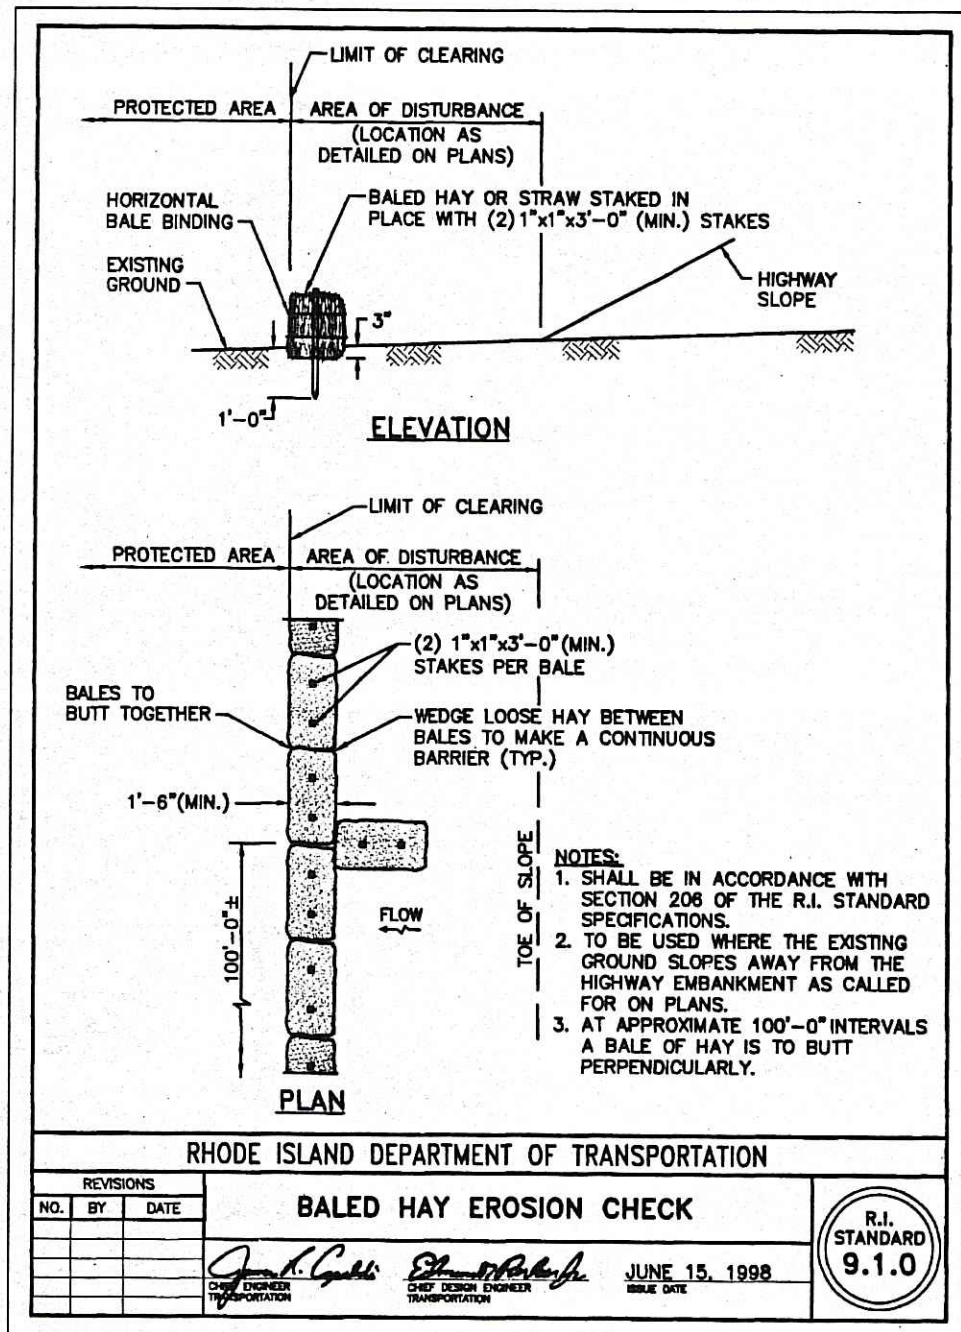 LIMIT OF CLEARING
PROTECTED AREA
AREA OF DISTURBANCE
(LOCATION AS
DETAILED ON PLANS)
HORIZONTAL
BALE BINDING
BALED HAY OR STRAW STAKED IN
PLACE WITH (2) 1"x1"x3'-0" (MIN.) STAKES
EXISTING
GROUND
HIGHWAY
SLOPE
3"
1'-0"
ELEVATION
LIMIT OF CLEARING
PROTECTED AREA
AREA OF DISTURBANCE
(LOCATION AS
DETAILED ON PLANS)
(2) 1"x1"x3'-0"(MIN.)
STAKES PER BALE
BALES TO
BUTT TOGETHER
WEDGE LOOSE HAY BETWEEN
BALES TO MAKE A CONTINUOUS
BARRIER (TYP.)
1'-6"(MIN.)
100'-0"±
FLOW
TOE OF SLOPE
NOTES:
1. SHALL BE IN ACCORDANCE WITH
SECTION 206 OF THE R.I. STANDARD
SPECIFICATIONS.
2. TO BE USED WHERE THE EXISTING
GROUND SLOPES AWAY FROM THE
HIGHWAY EMBANKMENT AS CALLED
FOR ON PLANS.
3. AT APPROXIMATE 100'-0" INTERVALS
A BALE OF HAY IS TO BUTT
PERPENDICULARLY.
PLAN
RHODE ISLAND DEPARTMENT OF TRANSPORTATION
REVISIONS
NO. BY DATE
BALED HAY EROSION CHECK
CHIEF ENGINEER
TRANSPORTATION
CHIEF DESIGN ENGINEER
TRANSPORTATION
JUNE 15, 1998
ISSUE DATE
R.I.
STANDARD
9.1.0